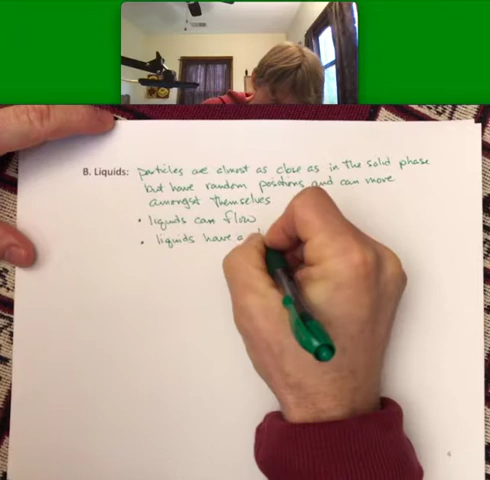 B. Liquids: particles are almost as close as in the solid phase
but have random positions and can move
amongst themselves
• liquids can flow
• liquids have a
4